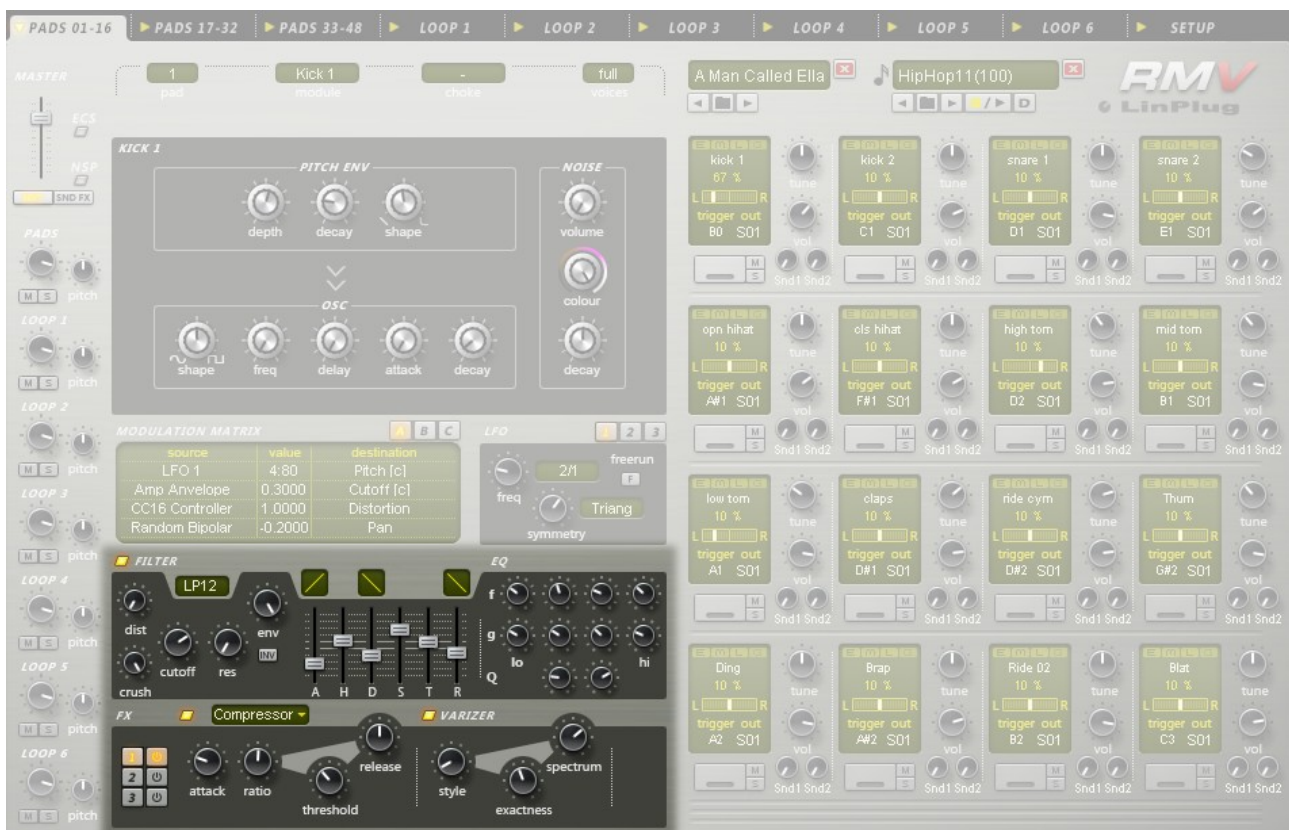 PADS 01-16 PADS 17-32 PADS 33-48 LOOP 1 LOOP 2 LOOP 3 LOOP 4 LOOP 5 LOOP 6 SETUP
MASTER
ECS
NSP
SND FX
PADS
M S pitch
LOOP 1
M S pitch
LOOP 2
M S pitch
LOOP 3
M S pitch
LOOP 4
M S pitch
LOOP 5
M S pitch
LOOP 6
M S pitch
1 Kick 1 - full
pad module choke voices
A Man Called Ella
HipHop11(100)
D
RMV
LinPlug
KICK 1
PITCH ENV
depth decay shape
OSC
shape freq delay attack decay
NOISE
volume
colour
decay
MODULATION MATRIX A B C
source value destination
LFO 1 4:80 Pitch [c]
Amp Anvelope 0.3000 Cutoff [c]
CC16 Controller 1.0000 Distortion
Random Bipolar -0.2000 Pan
LFO 1 2 3
freq 2/1 freerun
F
Triang
symmetry
FILTER
LP12
dist env
cutoff res INV
crush
A H D S T R
EQ
f
g
lo hi
Q
FX Compressor
1
2
3
attack ratio threshold release
VARIZER
style exactness spectrum
E M L G E M L G E M L G E M L G
kick 1 kick 2 snare 1 snare 2
67 % 10 % 10 % 10 %
tune tune tune tune
L R L R L R L R
trigger out trigger out trigger out trigger out
B0 S01 C1 S01 D1 S01 E1 S01
vol vol vol vol
M M M M
S S S S
Snd1 Snd2 Snd1 Snd2 Snd1 Snd2 Snd1 Snd2
E M L G E M L G E M L G E M L G
opn hihat cls hihat high tom mid tom
10 % 10 % 10 % 10 %
tune tune tune tune
L R L R L R L R
trigger out trigger out trigger out trigger out
A#1 S01 F#1 S01 D2 S01 B1 S01
vol vol vol vol
M M M M
S S S S
Snd1 Snd2 Snd1 Snd2 Snd1 Snd2 Snd1 Snd2
E M L G E M L G E M L G E M L G
low tom claps ride cym Thum
10 % 10 % 10 % 10 %
tune tune tune tune
L R L R L R L R
trigger out trigger out trigger out trigger out
A1 S01 D#1 S01 D#2 S01 G#2 S01
vol vol vol vol
M M M M
S S S S
Snd1 Snd2 Snd1 Snd2 Snd1 Snd2 Snd1 Snd2
E M L G E M L G E M L G E M L G
Ding Brap Ride 02 Blat
10 % 10 % 10 % 10 %
tune tune tune tune
L R L R L R L R
trigger out trigger out trigger out trigger out
A2 S01 A#2 S01 B2 S01 C3 S01
vol vol vol vol
M M M M
S S S S
Snd1 Snd2 Snd1 Snd2 Snd1 Snd2 Snd1 Snd2